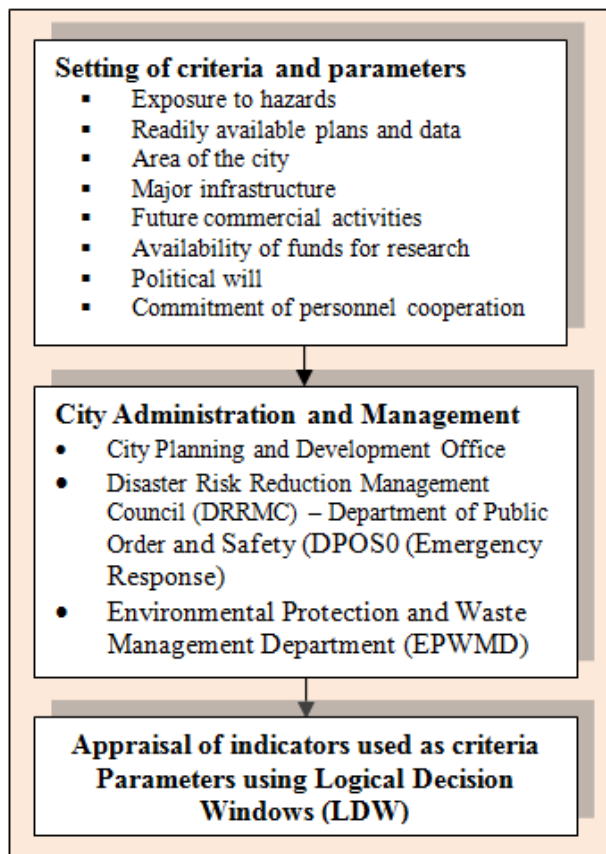 Setting of criteria and parameters
▪ Exposure to hazards
▪ Readily available plans and data
▪ Area of the city
▪ Major infrastructure
▪ Future commercial activities
▪ Availability of funds for research
▪ Political will
▪ Commitment of personnel cooperation
City Administration and Management
• City Planning and Development Office
• Disaster Risk Reduction Management
Council (DRRMC) – Department of Public
Order and Safety (DPOS0 (Emergency
Response)
• Environmental Protection and Waste
Management Department (EPWMD)
Appraisal of indicators used as criteria
Parameters using Logical Decision
Windows (LDW)